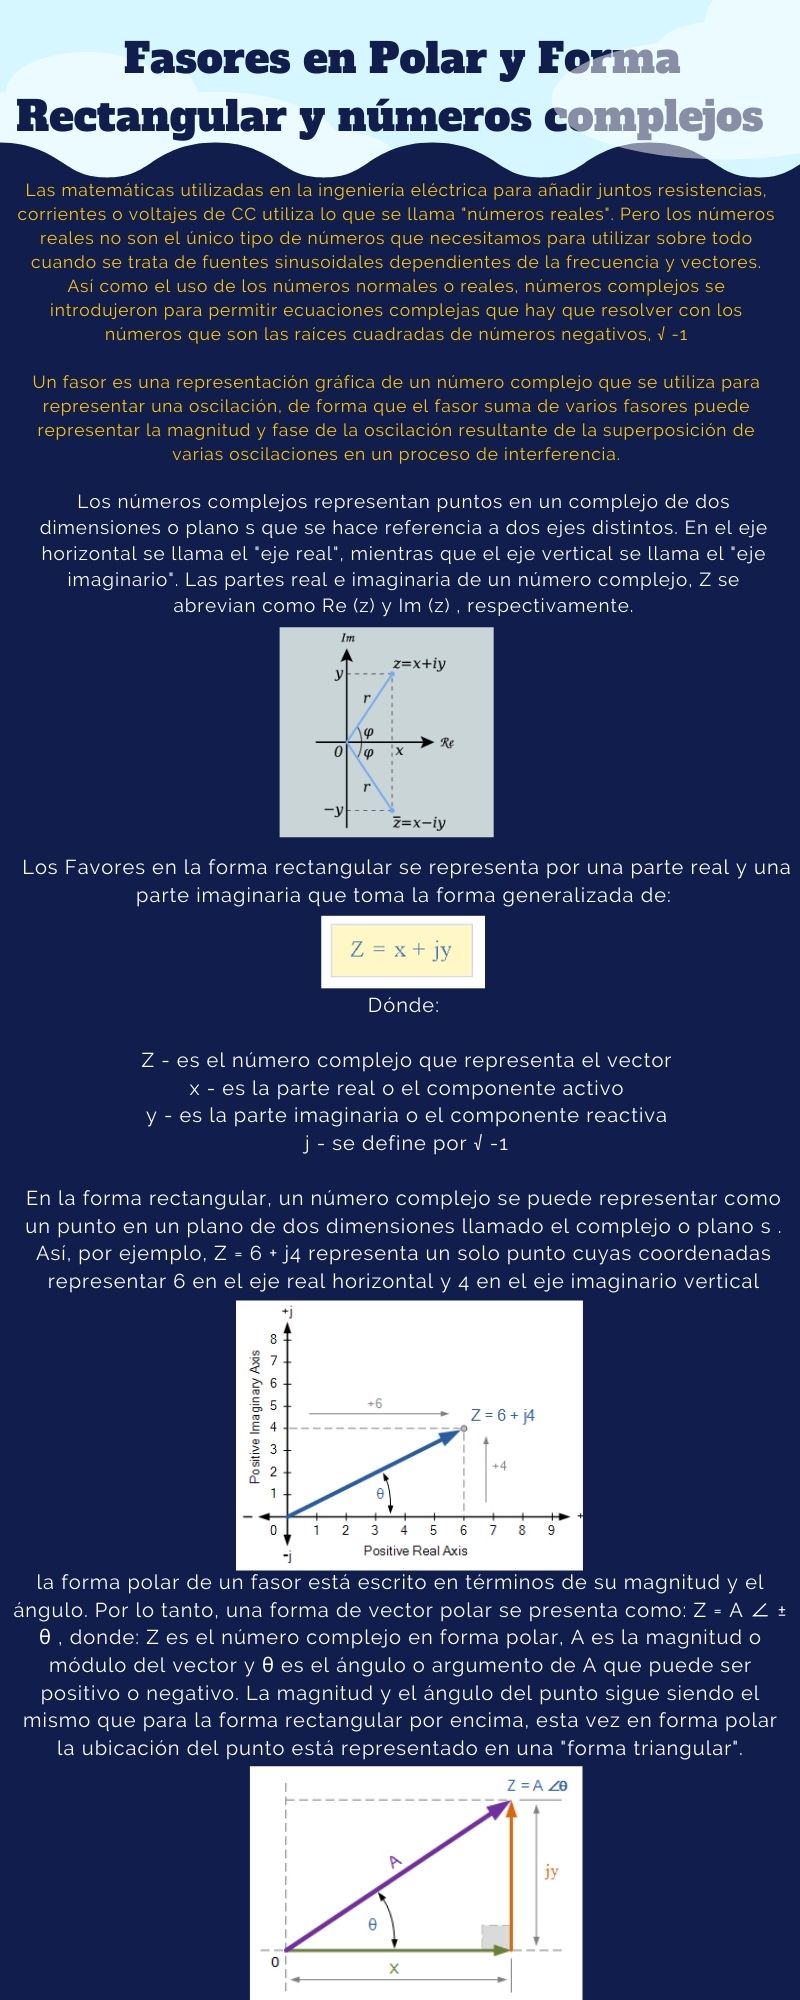 Fasores en Polar y Forma
Rectangular y números complejos
Las matemáticas utilizadas en la ingeniería eléctrica para añadir juntos resistencias,
corrientes o voltajes de CC utiliza lo que se llama "números reales". Pero los números
reales no son el único tipo de números que necesitamos para utilizar sobre todo
cuando se trata de fuentes sinusoidales dependientes de la frecuencia y vectores.
Así como el uso de los números normales o reales, números complejos se
introdujeron para permitir ecuaciones complejas que hay que resolver con los
números que son las raíces cuadradas de números negativos, √ -1
Un fasor es una representación gráfica de un número complejo que se utiliza para
representar una oscilación, de forma que el fasor suma de varios fasores puede
representar la magnitud y fase de la oscilación resultante de la superposición de
varias oscilaciones en un proceso de interferencia.
Los números complejos representan puntos en un complejo de dos
dimensiones o plano s que se hace referencia a dos ejes distintos. En el eje
horizontal se llama el "eje real", mientras que el eje vertical se llama el "eje
imaginario". Las partes real e imaginaria de un número complejo, Z se
abrevian como Re (z) y Im (z) , respectivamente.
Im
y
z=x+iy
r
φ
0
x
Re
φ
r
−y
z̅=x−iy
Los Favores en la forma rectangular se representa por una parte real y una
parte imaginaria que toma la forma generalizada de:
Z = x + jy
Dónde:
Z - es el número complejo que representa el vector
x - es la parte real o el componente activo
y - es la parte imaginaria o el componente reactiva
j - se define por √ -1
En la forma rectangular, un número complejo se puede representar como
un punto en un plano de dos dimensiones llamado el complejo o plano s .
Así, por ejemplo, Z = 6 + j4 representa un solo punto cuyas coordenadas
representar 6 en el eje real horizontal y 4 en el eje imaginario vertical
+j
8
7
6
5
4
3
2
1
Positive Imaginary Axis
+6
Z = 6 + j4
+4
θ
−
+
0 1 2 3 4 5 6 7 8 9
-j
Positive Real Axis
la forma polar de un fasor está escrito en términos de su magnitud y el
ángulo. Por lo tanto, una forma de vector polar se presenta como: Z = A ∠ ±
θ , donde: Z es el número complejo en forma polar, A es la magnitud o
módulo del vector y θ es el ángulo o argumento de A que puede ser
positivo o negativo. La magnitud y el ángulo del punto sigue siendo el
mismo que para la forma rectangular por encima, esta vez en forma polar
la ubicación del punto está representado en una "forma triangular".
Z = A ∠θ
A
jy
θ
0
x